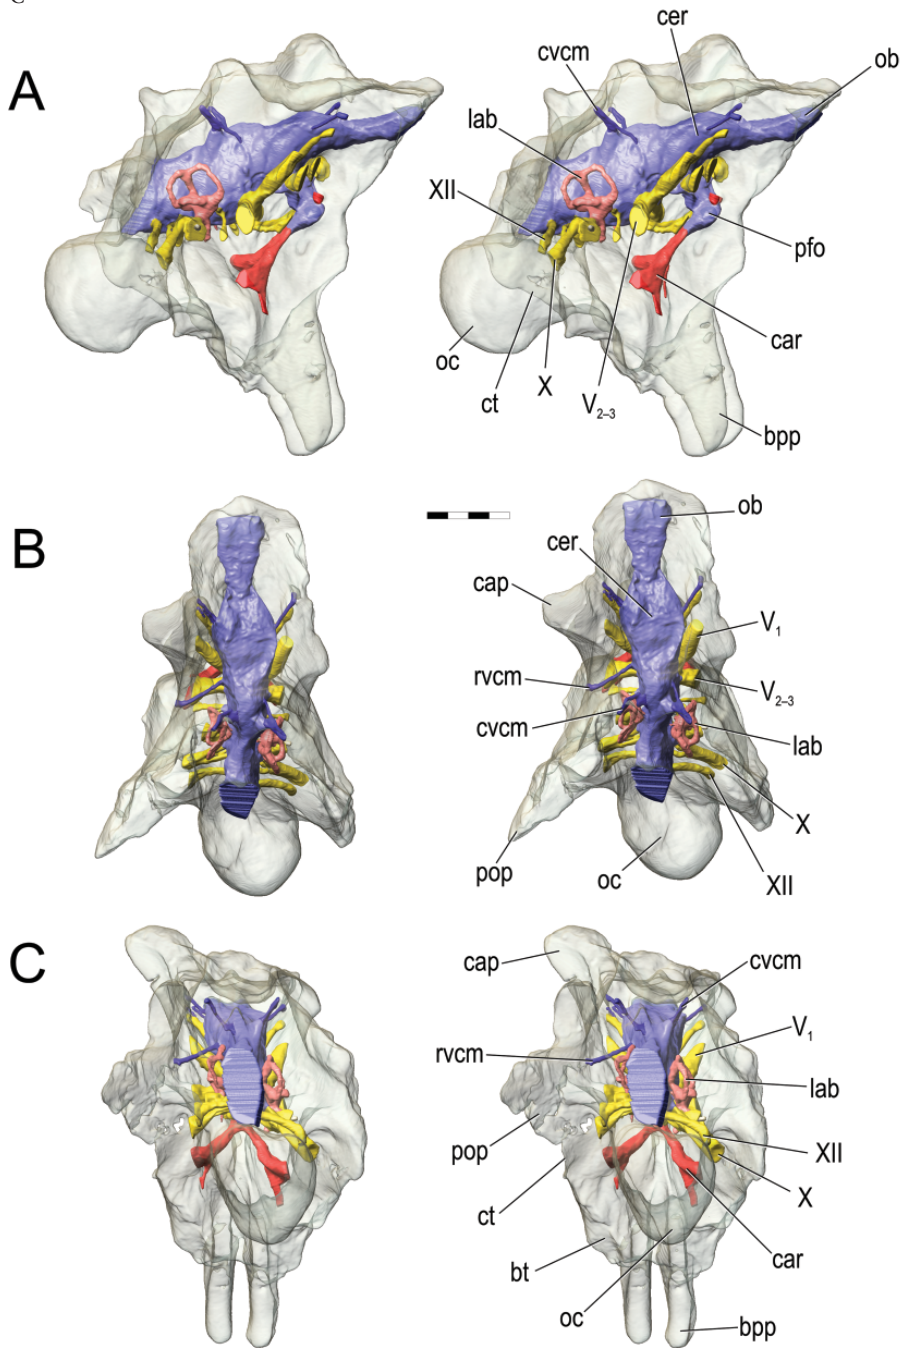 A
cer
cvcm
ob
lab
XII
pfo
oc
car
ct
X
V2–3
bpp
B
ob
cer
cap
V1
rvcm
V2–3
cvcm
lab
X
pop
oc
XII
C
cap
cvcm
V1
rvcm
lab
pop
XII
X
ct
car
bt
oc
bpp